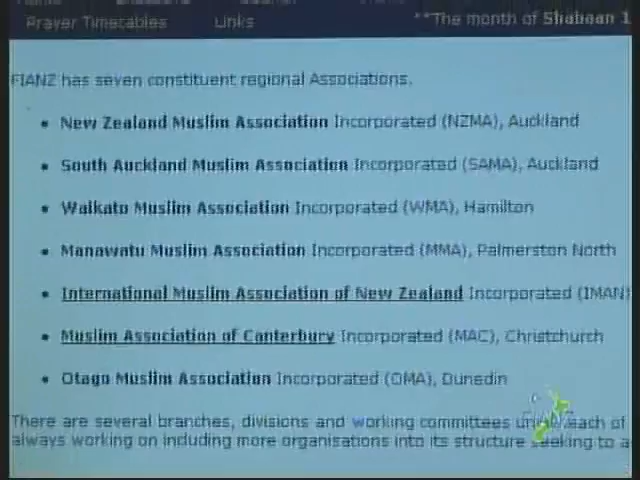 Prayer Timetables Links **The month of Shabaan 1
FIANZ has seven constituent regional Associations.
• New Zealand Muslim Association Incorporated (NZMA), Auckland
• South Auckland Muslim Association Incorporated (SAMA), Auckland
• Waikato Muslim Association Incorporated (WMA), Hamilton
• Manawatu Muslim Association Incorporated (MMA), Palmerston North
• International Muslim Association of New Zealand Incorporated (IMAN)
• Muslim Association of Canterbury Incorporated (MAC), Christchurch
• Otago Muslim Association Incorporated (OMA), Dunedin
There are several branches, divisions and working committees each of
always working on including more organisations into its structure seeking to a